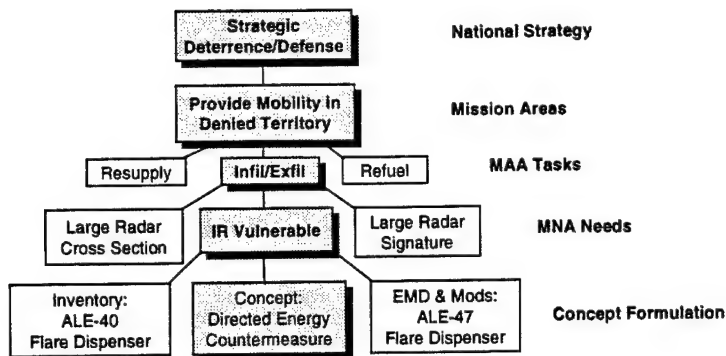 Strategic
Deterrence/Defense
National Strategy
Provide Mobility in
Denied Territory
Mission Areas
Resupply
Infil/Exfil
Refuel
MAA Tasks
Large Radar
Cross Section
IR Vulnerable
Large Radar
Signature
MNA Needs
Inventory:
ALE-40
Flare Dispenser
Concept:
Directed Energy
Countermeasure
EMD & Mods:
ALE-47
Flare Dispenser
Concept Formulation